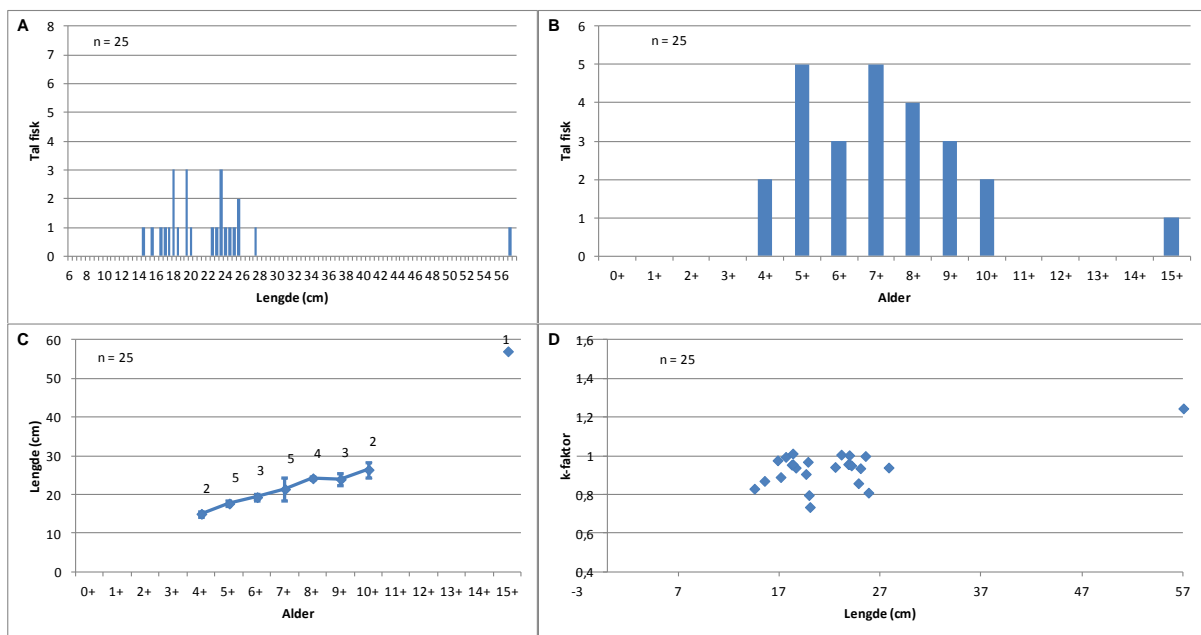 A
n = 25
Tal fisk
8
7
6
5
4
3
2
1
0
6 8 10 12 14 16 18 20 22 24 26 28 30 32 34 36 38 40 42 44 46 48 50 52 54 56
Lengde (cm)
B
n = 25
Tal fisk
6
5
4
3
2
1
0
0+ 1+ 2+ 3+ 4+ 5+ 6+ 7+ 8+ 9+ 10+ 11+ 12+ 13+ 14+ 15+
Alder
C
n = 25
Lengde (cm)
60
50
40
30
20
10
0
2 5 3 5 4 3 2 1
0+ 1+ 2+ 3+ 4+ 5+ 6+ 7+ 8+ 9+ 10+ 11+ 12+ 13+ 14+ 15+
Alder
D
n = 25
k-faktor
1,6
1,4
1,2
1
0,8
0,6
0,4
-3 7 17 27 37 47 57
Lengde (cm)